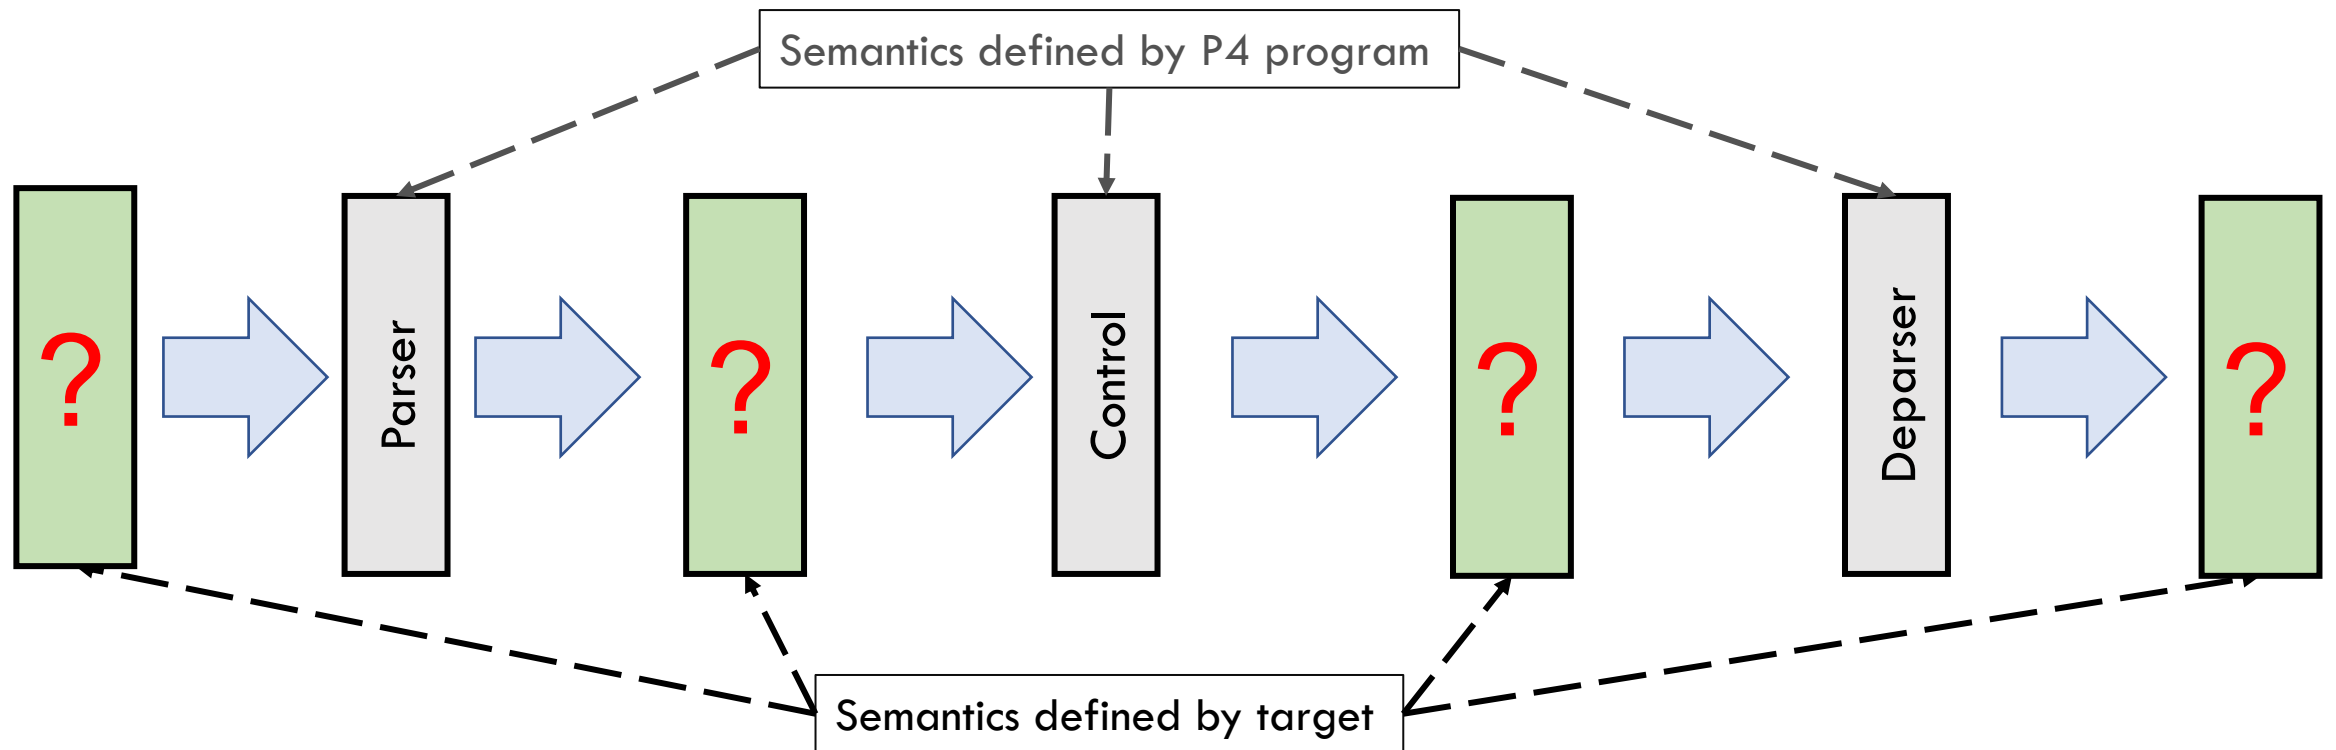 Semantics defined by P4 program
?
Parser
?
Control
?
Deparser
?
Semantics defined by target